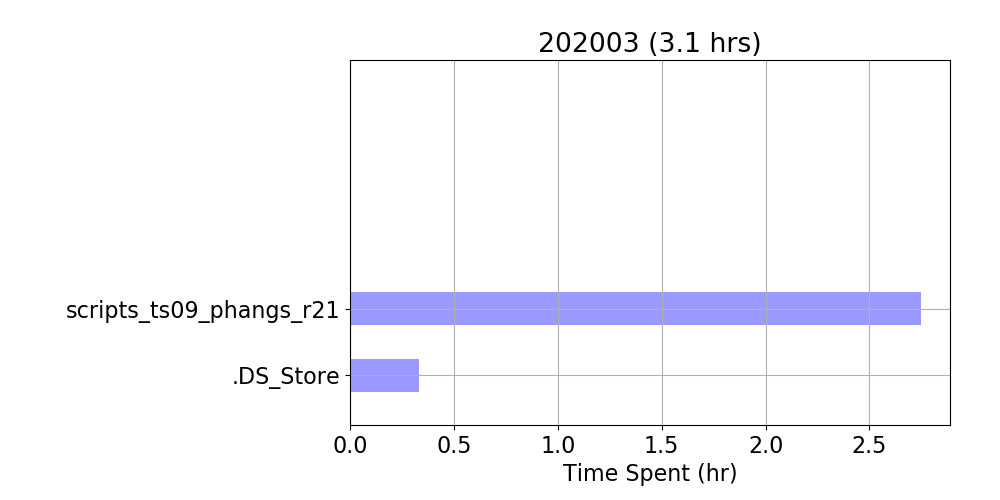 202003 (3.1 hrs)
scripts_ts09_phangs_r21
.DS_Store
0.0 0.5 1.0 1.5 2.0 2.5
Time Spent (hr)